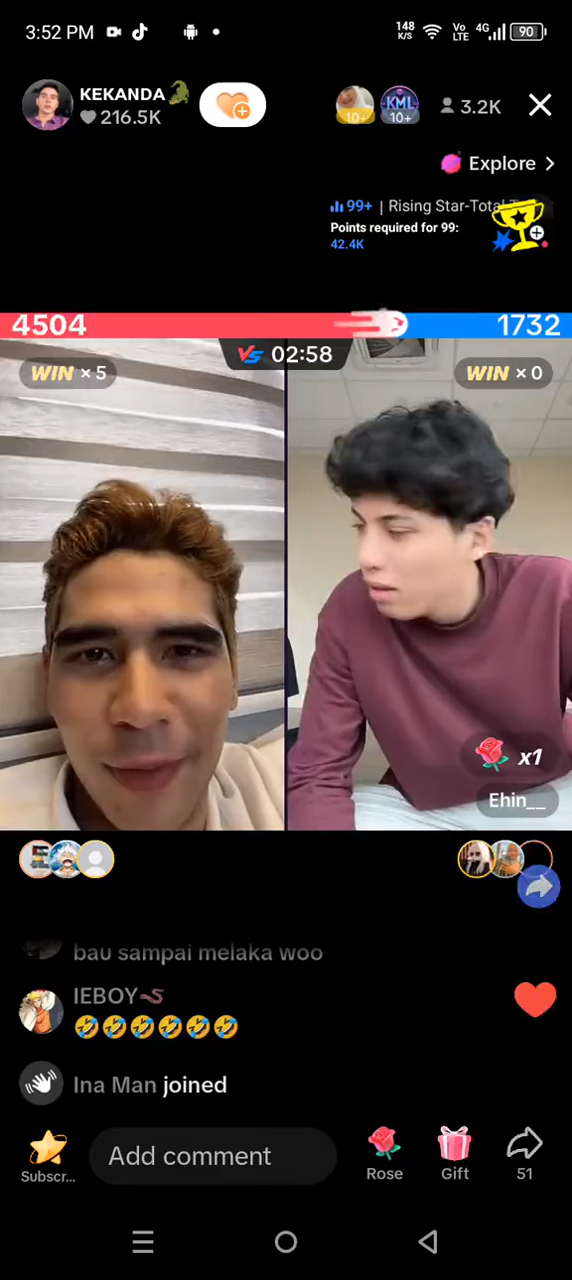 3:52 PM
148 K/S
Vo LTE
4G
90
KEKANDA
216.5K
10+
KML
10+
3.2K
Explore
99+ | Rising Star-Total
Points required for 99:
42.4K
4504
1732
VS 02:58
WIN × 5
WIN × 0
x1
Ehin__
bau sampai melaka woo
IEBOY
Ina Man joined
Subscr...
Add comment
Rose
Gift
51